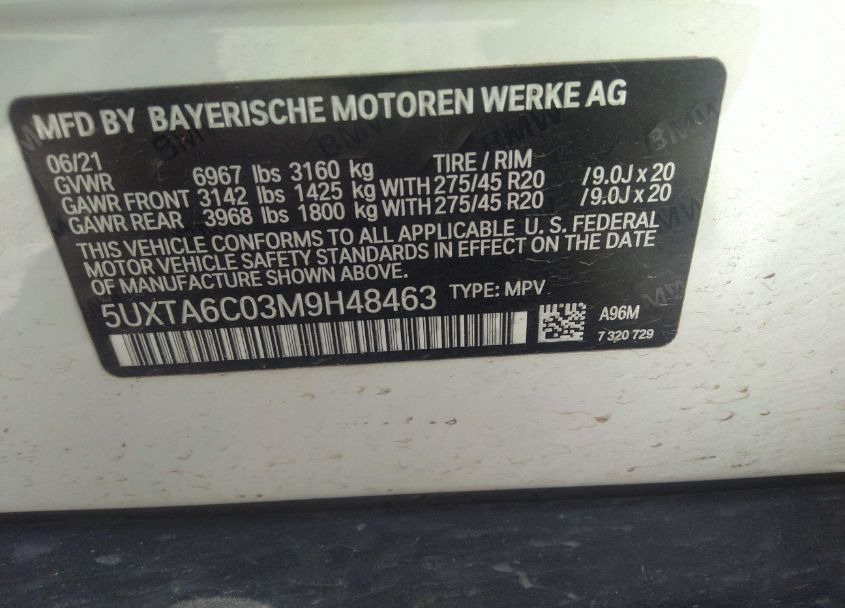 MFD BY BAYERISCHE MOTOREN WERKE AG
06/21 TIRE / RIM
GVWR 6967 lbs 3160 kg
GAWR FRONT 3142 lbs 1425 kg WITH 275/45 R20 /9.0J x 20
GAWR REAR 3968 lbs 1800 kg WITH 275/45 R20 /9.0J x 20
THIS VEHICLE CONFORMS TO ALL APPLICABLE U. S. FEDERAL
MOTOR VEHICLE SAFETY STANDARDS IN EFFECT ON THE DATE
OF MANUFACTURE SHOWN ABOVE.
5UXTA6C03M9H48463 TYPE: MPV
A96M
7 320 729